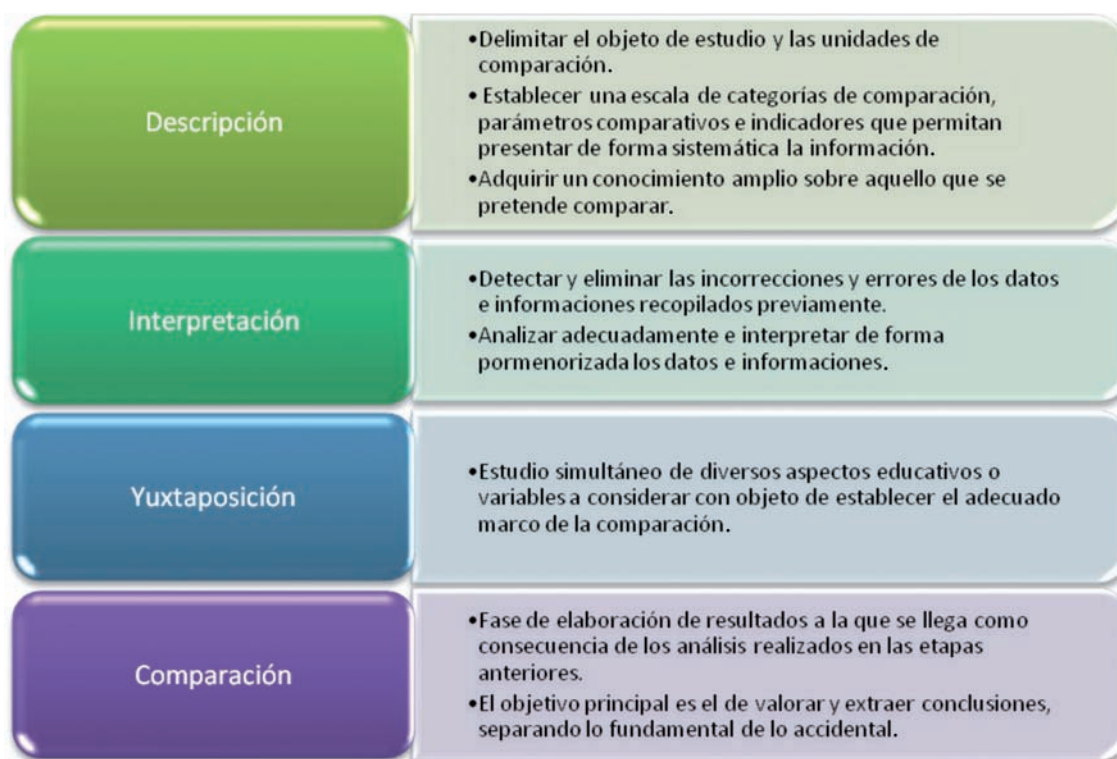 Descripción
•Delimitar el objeto de estudio y las unidades de
comparación.
• Establecer una escala de categorías de comparación,
parámetros comparativos e indicadores que permitan
presentar de forma sistemática la información.
•Adquirir un conocimiento amplio sobre aquello que se
pretende comparar.
Interpretación
•Detectar y eliminar las incorrecciones y errores de los datos
e informaciones recopilados previamente.
•Analizar adecuadamente e interpretar de forma
pormenorizada los datos e informaciones.
Yuxtaposición
•Estudio simultáneo de diversos aspectos educativos o
variables a considerar con objeto de establecer el adecuado
marco de la comparación.
Comparación
•Fase de elaboración de resultados a la que se llega como
consecuencia de los análisis realizados en las etapas
anteriores.
•El objetivo principal es el de valorar y extraer conclusiones,
separando lo fundamental de lo accidental.